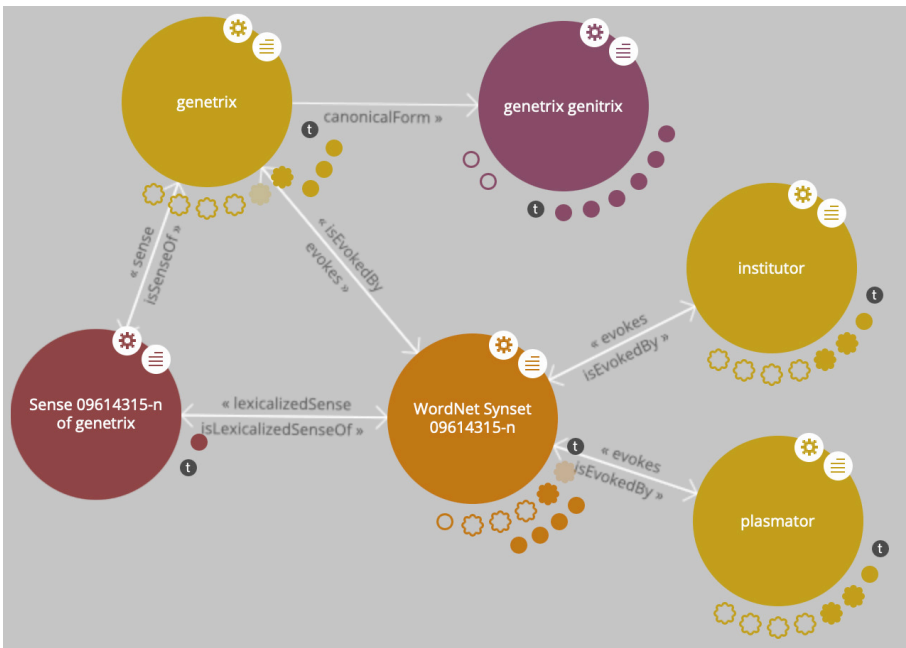 genetrix
genetrix genitrix
canonicalForm »
t
t
« sense
isSenseOf »
« isEvokedBy
evokes »
institutor
t
« evokes
isEvokedBy »
Sense 09614315-n
of genetrix
t
« lexicalizedSense
isLexicalizedSenseOf »
WordNet Synset
09614315-n
t
« evokes
isEvokedBy »
plasmator
t